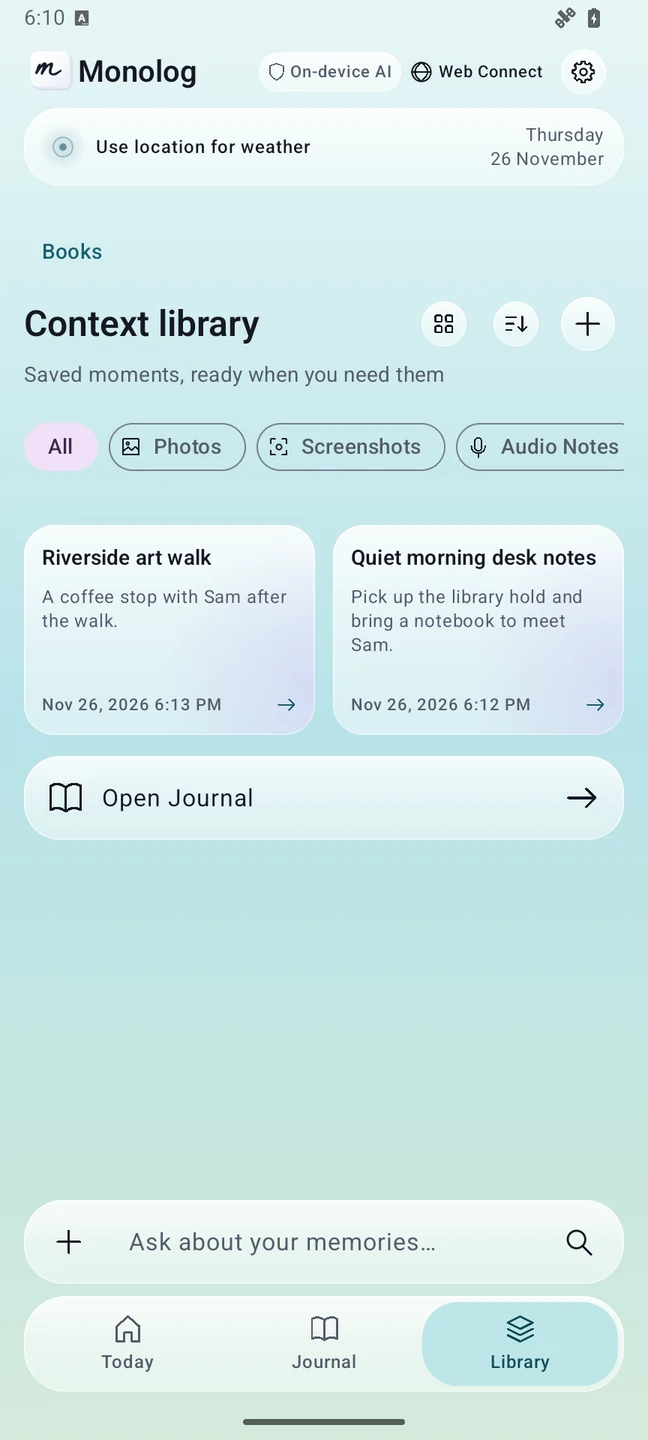 6:10
Monolog
On-device AI
Web Connect
Use location for weather
Thursday
26 November
Books
Context library
Saved moments, ready when you need them
All
Photos
Screenshots
Audio Notes
Riverside art walk
A coffee stop with Sam after
the walk.
Nov 26, 2026 6:13 PM
Quiet morning desk notes
Pick up the library hold and
bring a notebook to meet
Sam.
Nov 26, 2026 6:12 PM
Open Journal
Ask about your memories...
Today
Journal
Library